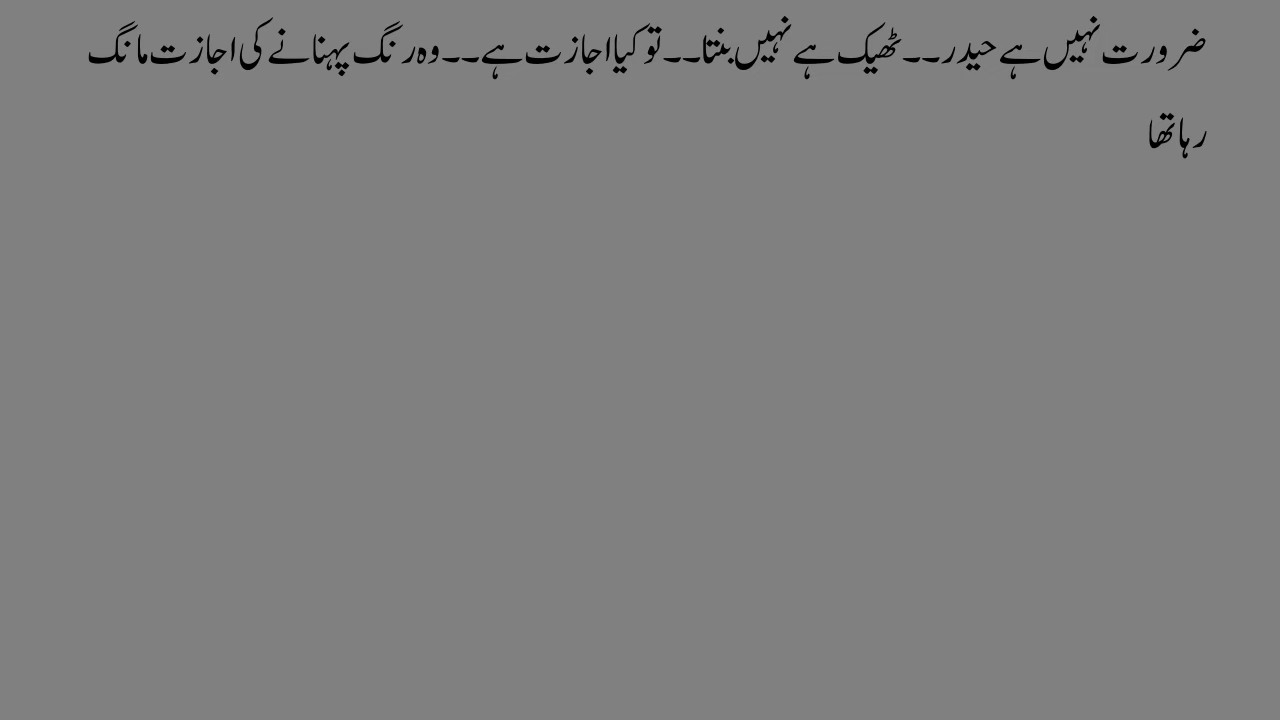 ضرورت نہیں ہے حیدر۔۔ ٹھیک ہے نہیں بنتا۔۔ تو کیا اجازت ہے۔۔ وہ رنگ پہنانے کی اجازت مانگ
رہا تھا